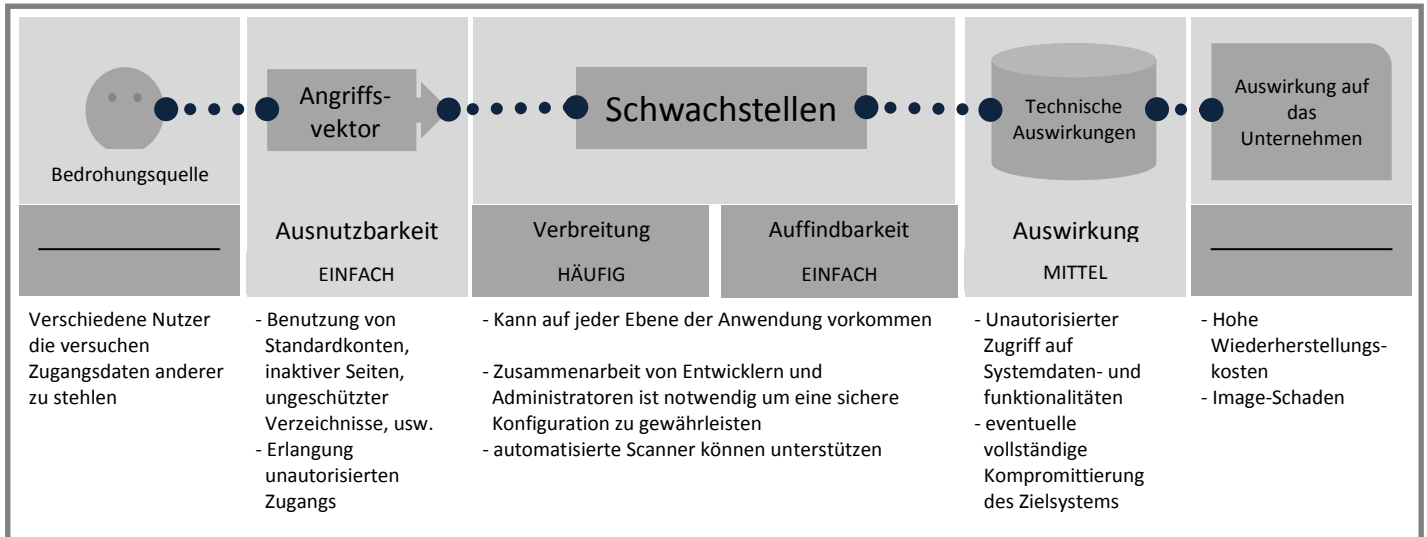 Bedrohungsquelle
Angriffs-
vektor
Schwachstellen
Technische
Auswirkungen
Auswirkung auf
das
Unternehmen
Ausnutzbarkeit
EINFACH
Verbreitung
HÄUFIG
Auffindbarkeit
EINFACH
Auswirkung
MITTEL
Verschiedene Nutzer
die versuchen
Zugangsdaten anderer
zu stehlen
- Benutzung von
Standardkonten,
inaktiver Seiten,
ungeschützter
Verzeichnisse, usw.
- Erlangung
unautorisierten
Zugangs
- Kann auf jeder Ebene der Anwendung vorkommen
- Zusammenarbeit von Entwicklern und
Administratoren ist notwendig um eine sichere
Konfiguration zu gewährleisten
- automatisierte Scanner können unterstützen
- Unautorisierter
Zugriff auf
Systemdaten- und
funktionalitäten
- eventuelle
vollständige
Kompromittierung
des Zielsystems
- Hohe
Wiederherstellungs-
kosten
- Image-Schaden